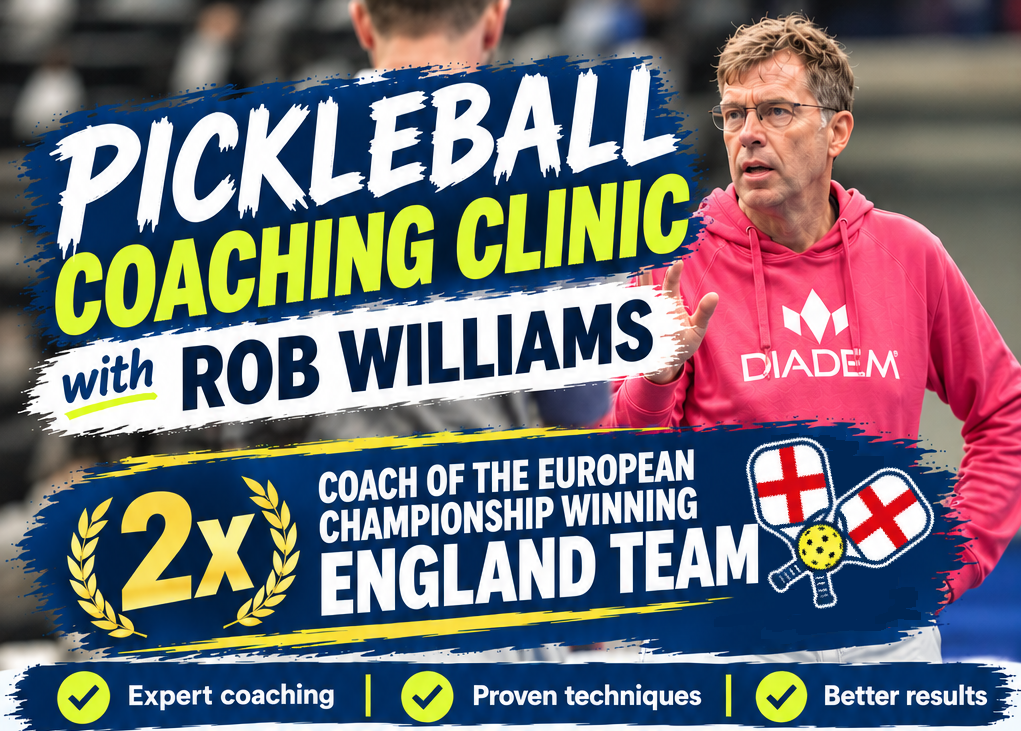 PICKLEBALL
COACHING CLINIC
with ROB WILLIAMS
DIADEM
2x
COACH OF THE EUROPEAN
CHAMPIONSHIP WINNING
ENGLAND TEAM
Expert coaching
Proven techniques
Better results